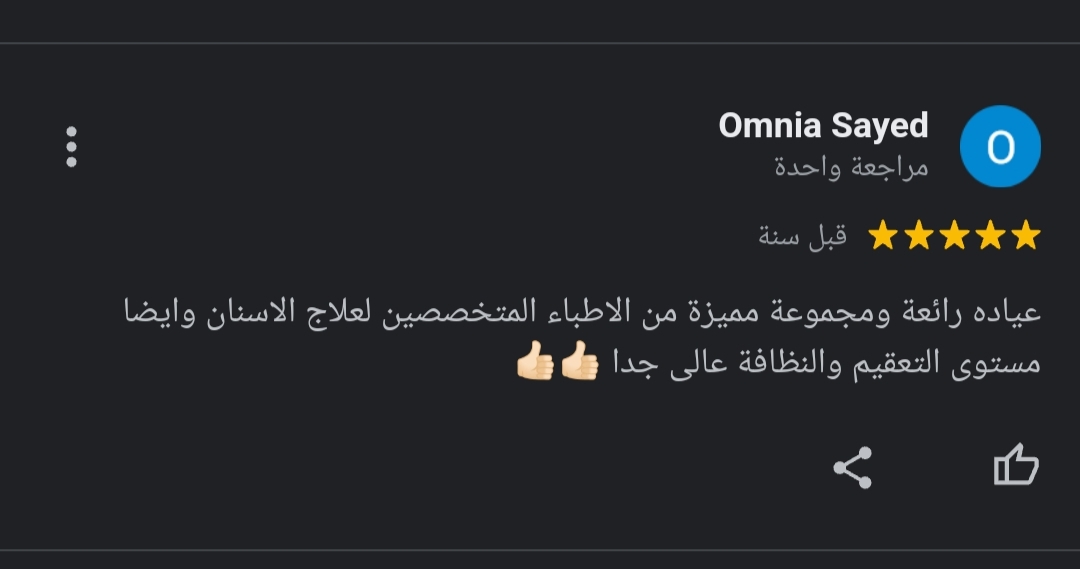 Omnia Sayed
O
مراجعة واحدة
قبل سنة
عياده رائعة ومجموعة مميزة من الاطباء المتخصصين لعلاج الاسنان وايضا
مستوى التعقيم والنظافة عالى جدا 👍🏻👍🏻